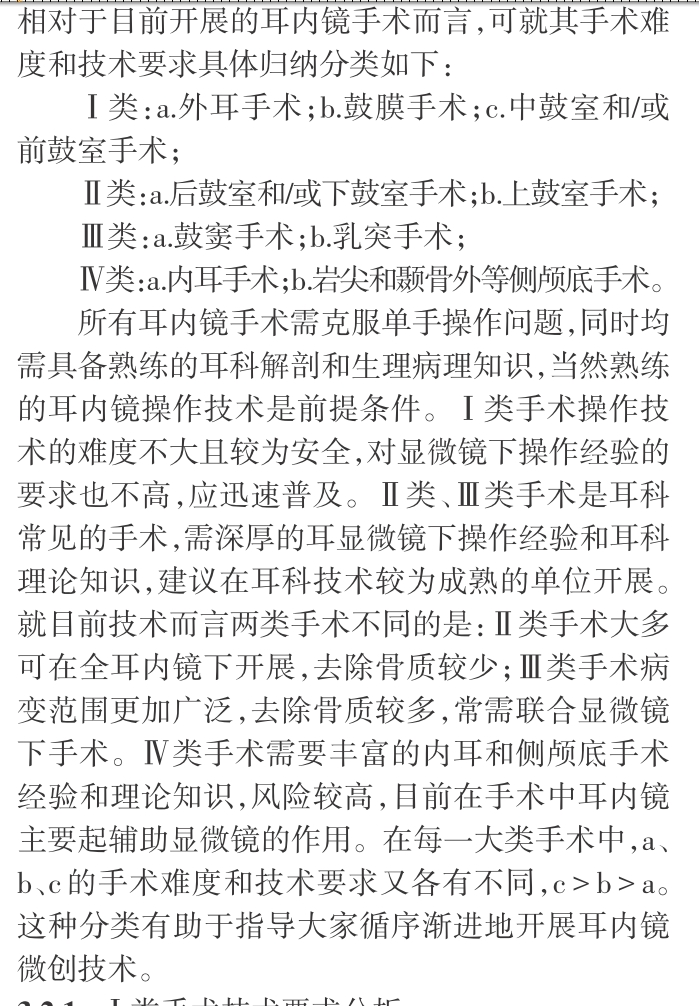 相对于目前开展的耳内镜手术而言,可就其手术难
度和技术要求具体归纳分类如下:
Ⅰ类:a.外耳手术;b.鼓膜手术;c.中鼓室和/或
前鼓室手术;
Ⅱ类:a.后鼓室和/或下鼓室手术;b.上鼓室手术;
Ⅲ类:a.鼓窦手术;b.乳突手术;
Ⅳ类:a.内耳手术;b.岩尖和颞骨外等侧颅底手术。
所有耳内镜手术需克服单手操作问题,同时均
需具备熟练的耳科解剖和生理病理知识,当然熟练
的耳内镜操作技术是前提条件。Ⅰ类手术操作技
术的难度不大且较为安全,对显微镜下操作经验的
要求也不高,应迅速普及。Ⅱ类、Ⅲ类手术是耳科
常见的手术,需深厚的耳显微镜下操作经验和耳科
理论知识,建议在耳科技术较为成熟的单位开展。
就目前技术而言两类手术不同的是:Ⅱ类手术大多
可在全耳内镜下开展,去除骨质较少;Ⅲ类手术病
变范围更加广泛,去除骨质较多,常需联合显微镜
下手术。Ⅳ类手术需要丰富的内耳和侧颅底手术
经验和理论知识,风险较高,目前在手术中耳内镜
主要起辅助显微镜的作用。在每一大类手术中,a、
b、c的手术难度和技术要求又各有不同,c>b>a。
这种分类有助于指导大家循序渐进地开展耳内镜
微创技术。